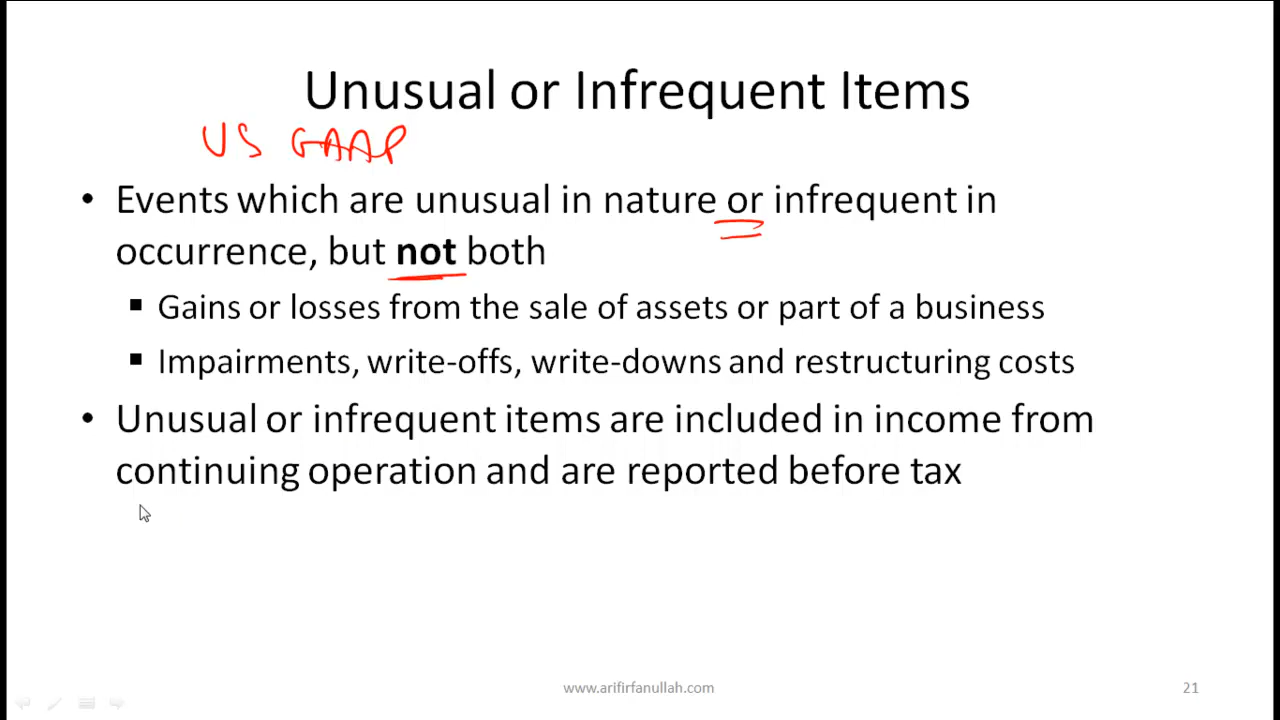 Unusual or Infrequent Items
US GAAP
• Events which are unusual in nature or infrequent in
occurrence, but not both
▪ Gains or losses from the sale of assets or part of a business
▪ Impairments, write-offs, write-downs and restructuring costs
• Unusual or infrequent items are included in income from
continuing operation and are reported before tax
www.arifirfanullah.com
21